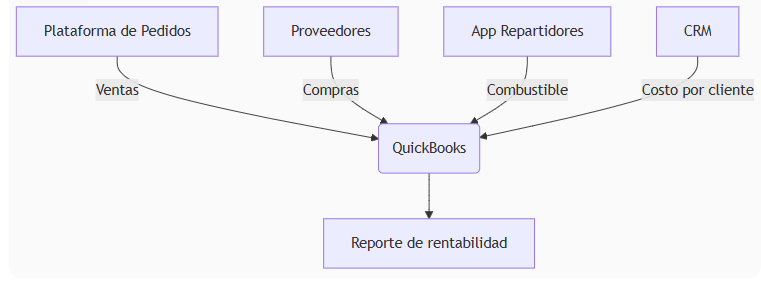 Plataforma de Pedidos
Proveedores
App Repartidores
CRM
Ventas
Compras
Combustible
Costo por cliente
QuickBooks
Reporte de rentabilidad